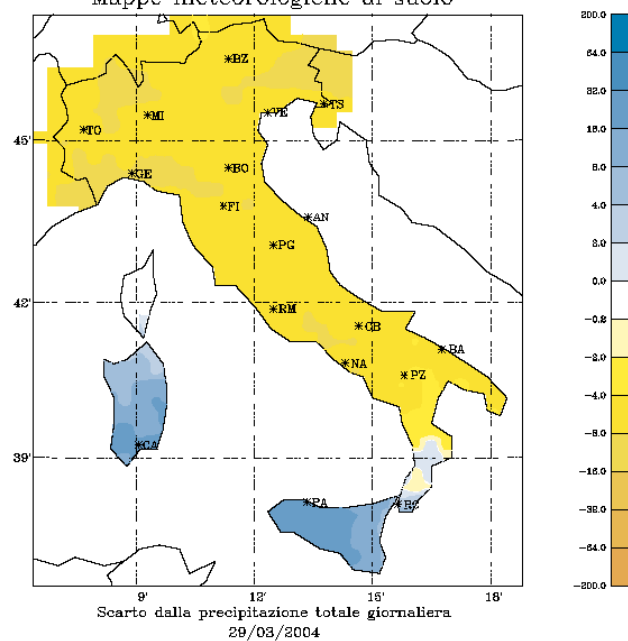 Mappe meteorologiche al suolo
BZ
MI
TS
VE
TO
45'
BO
GE
FI
AN
PG
42'
RM
CB
BA
NA
PZ
CA
39'
PA
RC
9'
12'
15'
18'
Scarto dalla precipitazione totale giornaliera
29/03/2004
200.0
64.0
32.0
16.0
8.0
4.0
2.0
0.0
-0.2
-2.0
-4.0
-8.0
-16.0
-32.0
-64.0
-200.0